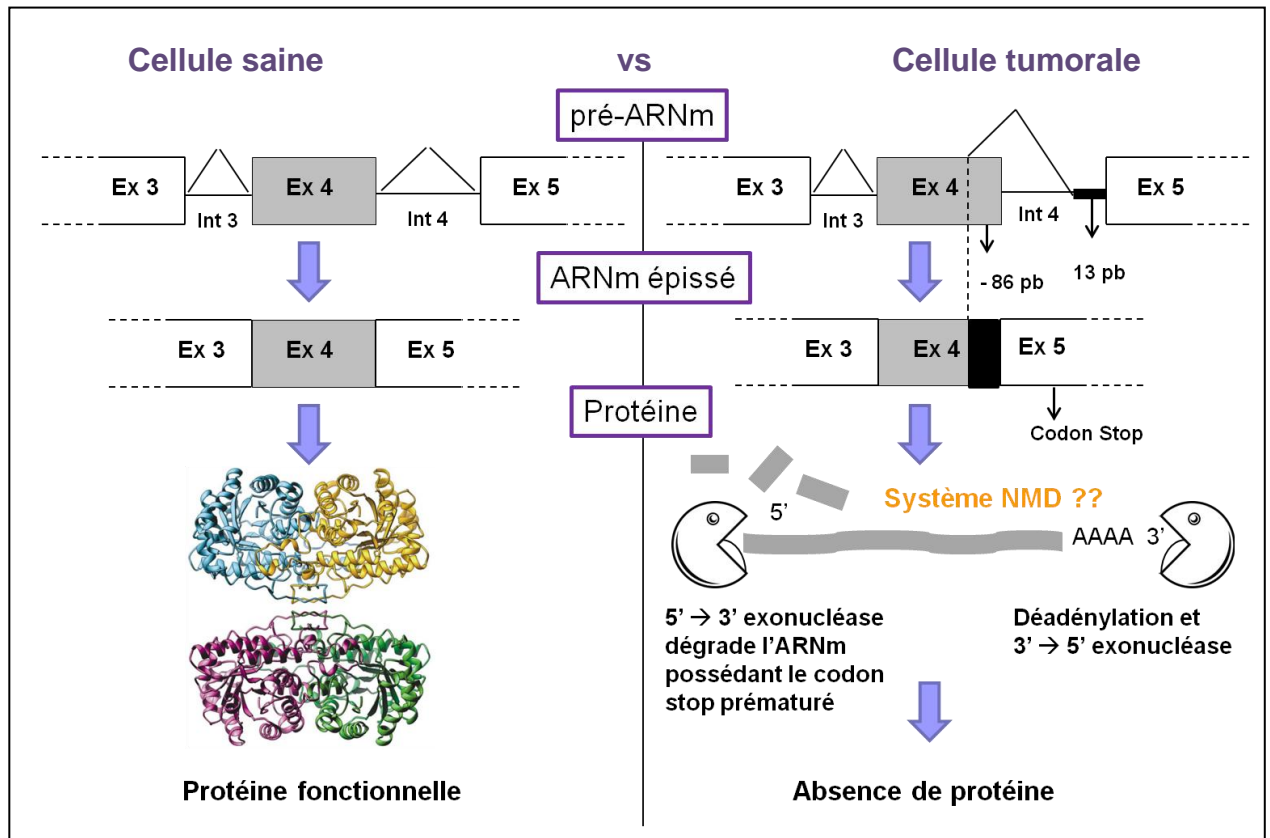 Cellule saine
vs
Cellule tumorale
pré-ARNm
Ex 3
Ex 4
Ex 5
Int 3
Int 4
Ex 3
Ex 4
Ex 5
Int 3
Int 4
- 86 pb
13 pb
ARNm épissé
Ex 3
Ex 4
Ex 5
Ex 3
Ex 4
Ex 5
Codon Stop
Protéine
Système NMD ??
5'
AAAA 3'
5' → 3' exonucléase
dégrade l'ARNm
possédant le codon
stop prématuré
Déadénylation et
3' → 5' exonucléase
Protéine fonctionnelle
Absence de protéine